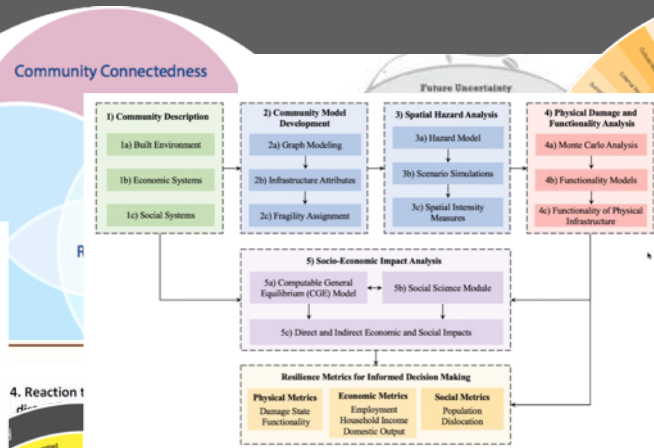 Community Connectedness
Future Uncertainty
1) Community Description
1a) Built Environment
1b) Economic Systems
1c) Social Systems
2) Community Model
Development
2a) Graph Modeling
2b) Infrastructure Attributes
2c) Fragility Assignment
3) Spatial Hazard Analysis
3a) Hazard Model
3b) Scenario Simulations
3c) Spatial Intensity
Measures
4) Physical Damage and
Functionality Analysis
4a) Monte Carlo Analysis
4b) Functionality Models
4c) Functionality of Physical
Infrastructure
R
5) Socio-Economic Impact Analysis
5a) Computable General
Equilibrium (CGE) Model
5b) Social Science Module
5c) Direct and Indirect Economic and Social Impacts
4. Reaction t
Resilience Metrics for Informed Decision Making
Physical Metrics
Damage State
Functionality
Economic Metrics
Employment
Household Income
Domestic Output
Social Metrics
Population
Dislocation